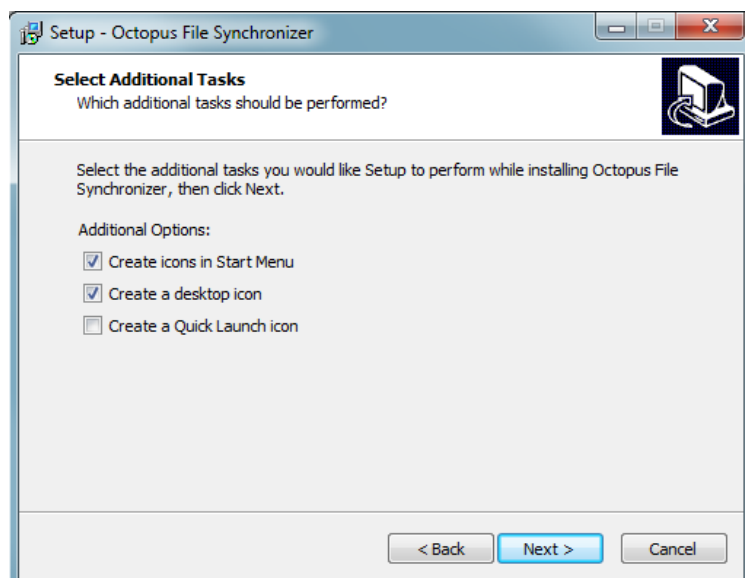 Setup - Octopus File Synchronizer
Select Additional Tasks
Which additional tasks should be performed?
Select the additional tasks you would like Setup to perform while installing Octopus File
Synchronizer, then click Next.
Additional Options:
Create icons in Start Menu
Create a desktop icon
Create a Quick Launch icon
< Back Next > Cancel